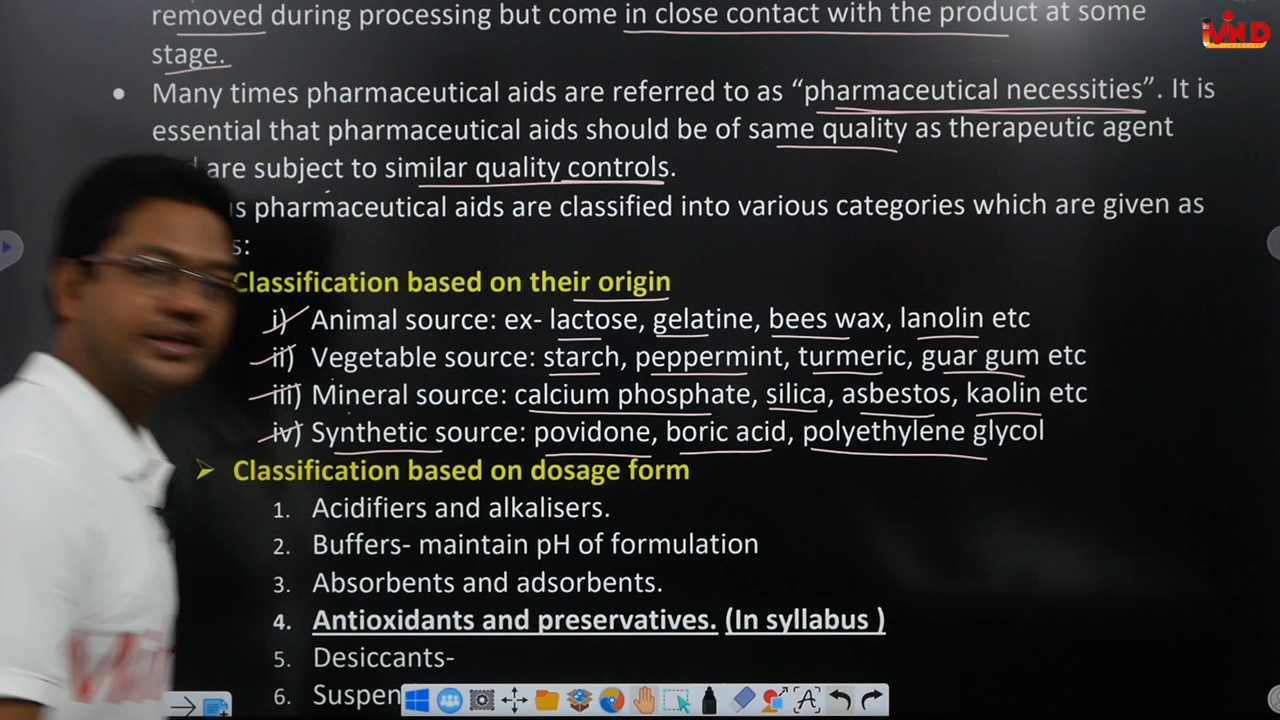 removed during processing but come in close contact with the product at some
stage.
• Many times pharmaceutical aids are referred to as “pharmaceutical necessities”. It is
essential that pharmaceutical aids should be of same quality as therapeutic agent
are subject to similar quality controls.
pharmaceutical aids are classified into various categories which are given as
Classification based on their origin
i) Animal source: ex- lactose, gelatine, bees wax, lanolin etc
ii) Vegetable source: starch, peppermint, turmeric, guar gum etc
iii) Mineral source: calcium phosphate, silica, asbestos, kaolin etc
iv) Synthetic source: povidone, boric acid, polyethylene glycol
➢ Classification based on dosage form
1. Acidifiers and alkalisers.
2. Buffers- maintain pH of formulation
3. Absorbents and adsorbents.
4. Antioxidants and preservatives. (In syllabus )
5. Desiccants-
6. Suspen